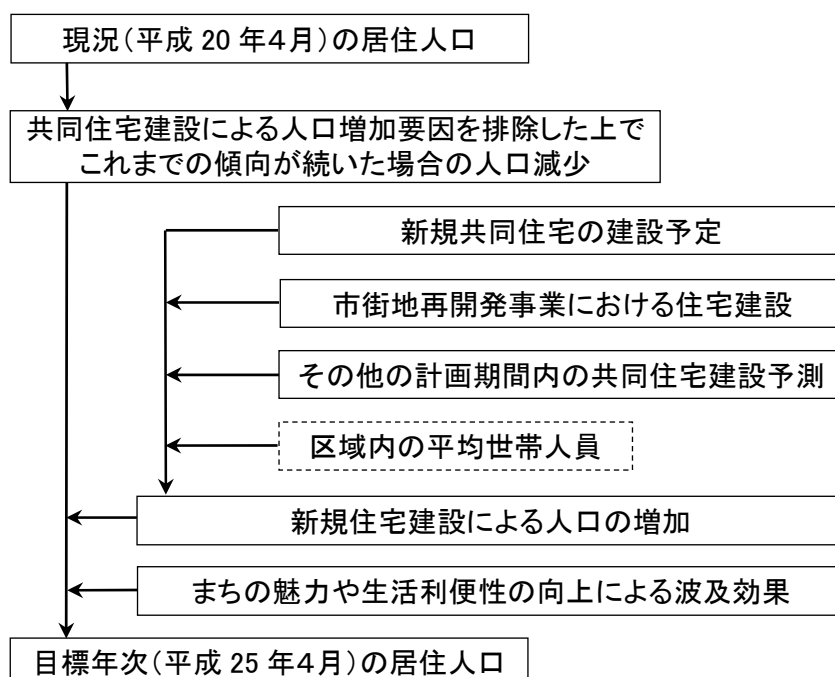 現況（平成 20 年４月）の居住人口
共同住宅建設による人口増加要因を排除した上で
これまでの傾向が続いた場合の人口減少
新規共同住宅の建設予定
市街地再開発事業における住宅建設
その他の計画期間内の共同住宅建設予測
区域内の平均世帯人員
新規住宅建設による人口の増加
まちの魅力や生活利便性の向上による波及効果
目標年次（平成 25 年４月）の居住人口